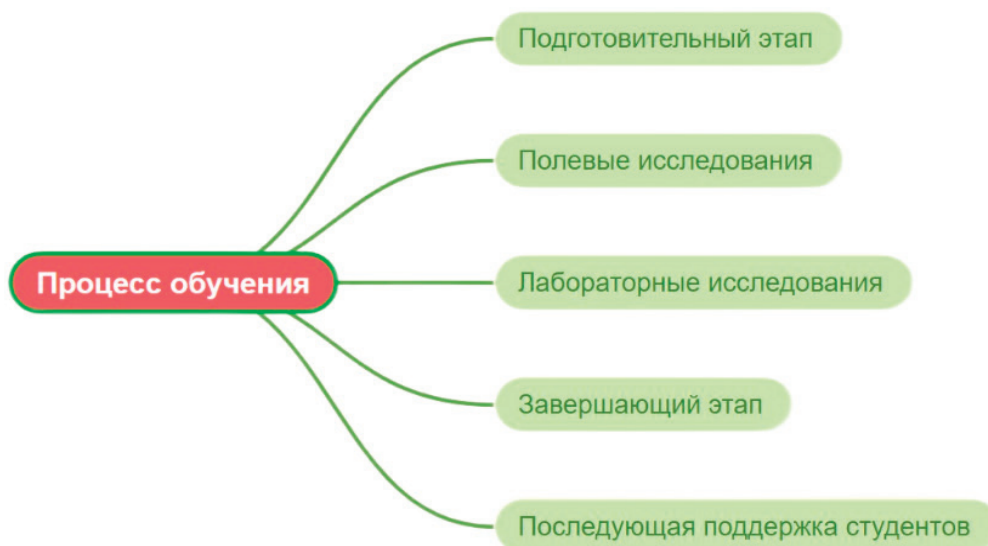 Подготовительный этап
Полевые исследования
Процесс обучения
Лабораторные исследования
Завершающий этап
Последующая поддержка студентов